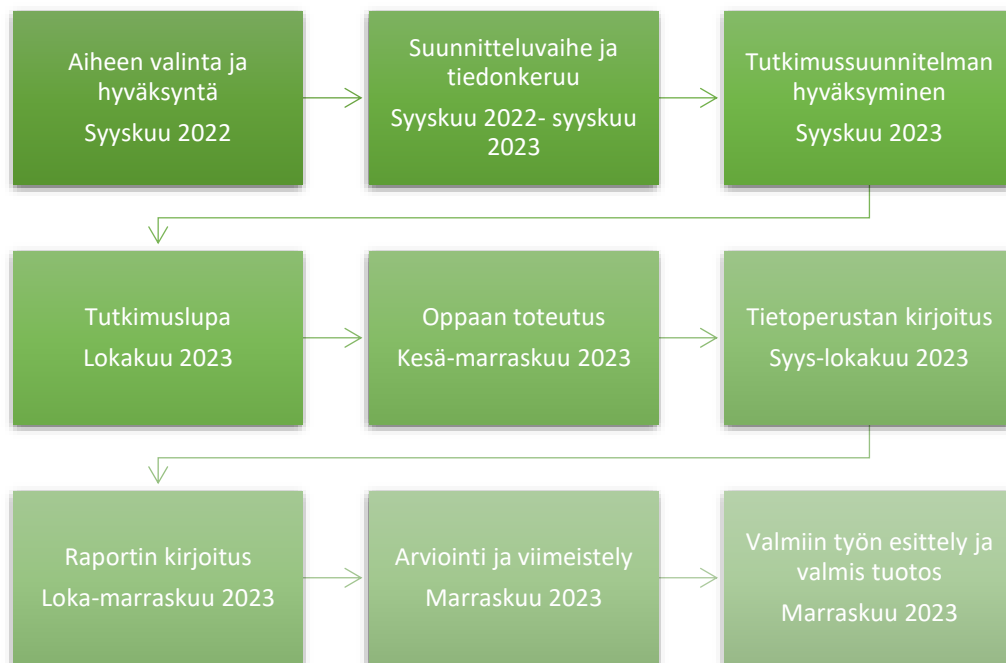 Aiheen valinta ja
hyväksyntä
Syyskuu 2022
Suunnitteluvaihe ja
tiedonkeruu
Syyskuu 2022- syyskuu
2023
Tutkimussuunnitelman
hyväksyminen
Syyskuu 2023
Tutkimuslupa
Lokakuu 2023
Oppaan toteutus
Kesä-marraskuu 2023
Tietoperustan kirjoitus
Syys-lokakuu 2023
Raportin kirjoitus
Loka-marraskuu 2023
Arviointi ja viimeistely
Marraskuu 2023
Valmiin työn esittely ja
valmis tuotos
Marraskuu 2023